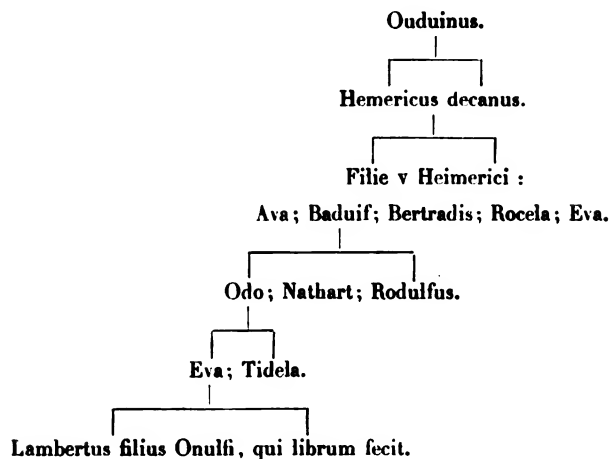 Ouduinus.
Hemericus decanus.
Filie v Heimerici :
Ava; Baduif; Bertradis; Rocela; Eva.
Odo; Nathart; Rodulfus.
Eva; Tidela.
Lambertus filius Onulfi, qui librum fecit.